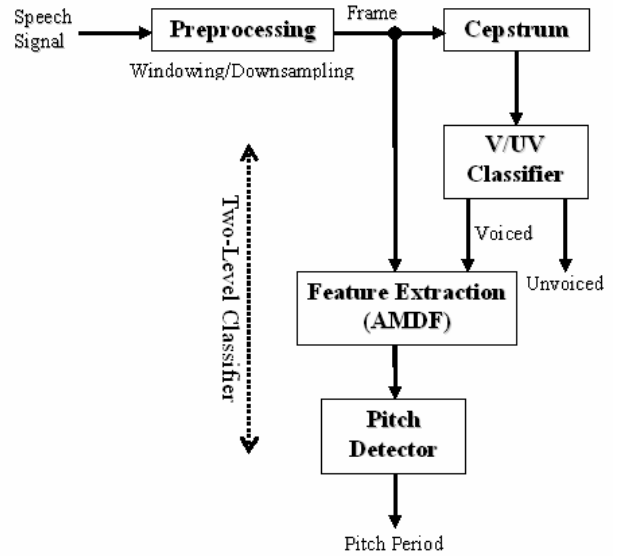 Speech
Signal
Preprocessing
Frame
Cepstrum
Windowing/Downsampling
V/UV
Classifier
Two-Level Classifier
Voiced
Unvoiced
Feature Extraction
(AMDF)
Pitch
Detector
Pitch Period